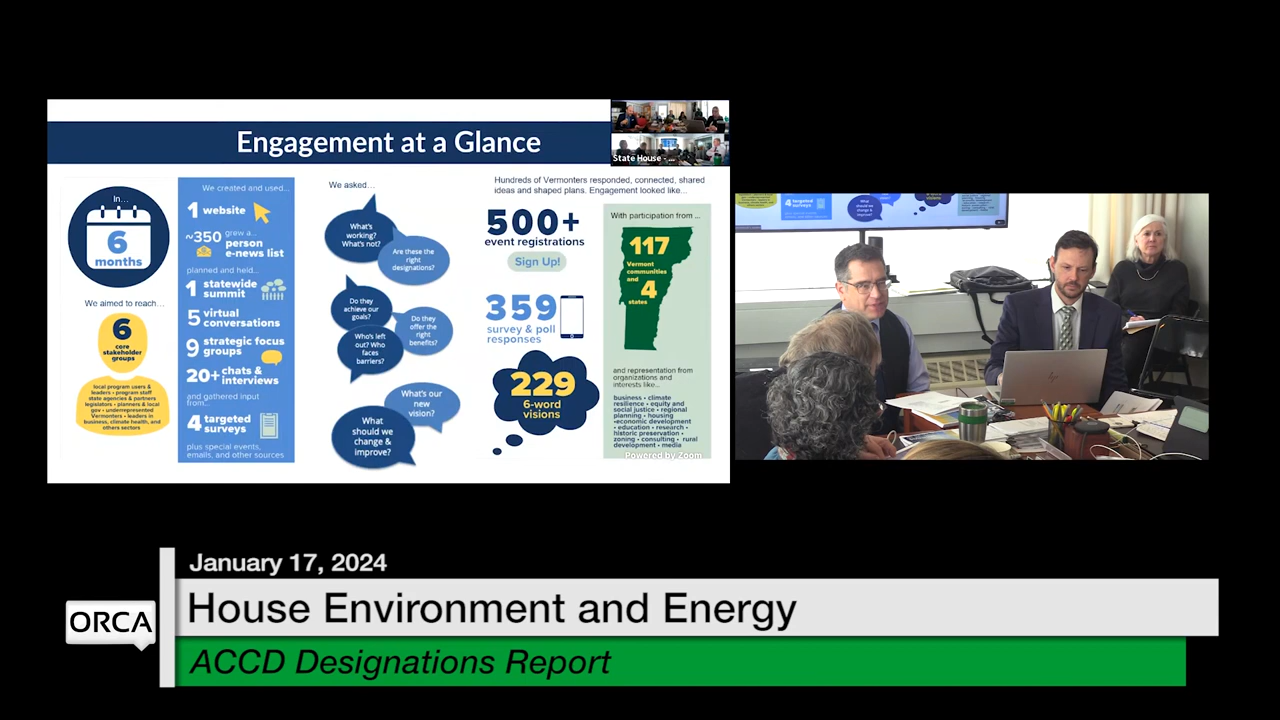 Engagement at a Glance
State House - ...
in...
6
months
We aimed to reach...
6
core
stakeholder
groups
local program users &
leaders • program staff
state agencies & partners
legislators • planners & local
gov • underrepresented
Vermonters • leaders in
business, climate health, and
others sectors
We created and used...
1 website
grew a...
~350 person
e-news list
planned and held...
1 statewide
summit
5 virtual
conversations
9 strategic focus
groups
20+ chats &
interviews
and gathered input
from...
4 targeted
surveys
plus special events,
emails, and other sources
We asked...
What's
working?
What's not?
Are these the
right
designations?
Do they
achieve our
goals?
Do they
offer the
right
benefits?
Who's left
out? Who
faces
barriers?
What's our
new
vision?
What
should we
change &
improve?
Hundreds of Vermonters responded, connected, shared
ideas and shaped plans. Engagement looked like...
500+
event registrations
Sign Up!
359
survey & poll
responses
229
6-word
visions
With participation from ...
117
Vermont
communities
and
4
states
and representation from
organizations and
interests like...
business • climate
resilience • equity and
social justice • regional
planning • housing
•economic development
• education • research •
historic preservation •
zoning • consulting • rural
development • media
Powered by Zoom
4 targeted
surveys
What
should we
change &
improve?
visions
January 17, 2024
ORCA
House Environment and Energy
ACCD Designations Report